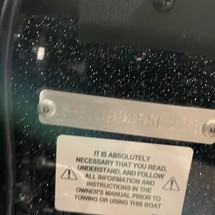 IT IS ABSOLUTELY
NECESSARY THAT YOU READ,
UNDERSTAND, AND FOLLOW
ALL INFORMATION AND
INSTRUCTIONS IN THE
OWNER'S MANUAL PRIOR TO
TOWING OR USING THIS BOAT